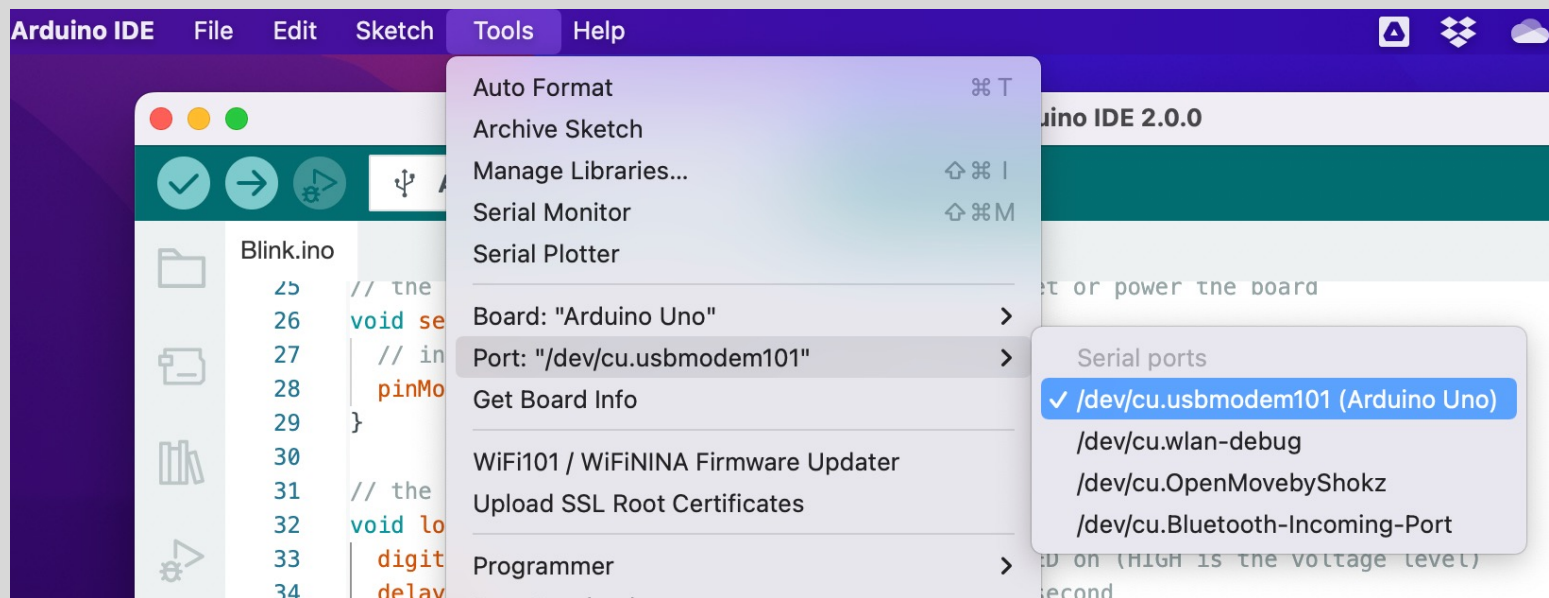 Arduino IDE File Edit Sketch Tools Help
uino IDE 2.0.0
Auto Format ⌘ T
Archive Sketch
Manage Libraries... ⇧ ⌘ I
Serial Monitor ⇧ ⌘ M
Serial Plotter
Board: "Arduino Uno"
Port: "/dev/cu.usbmodem101"
Get Board Info
WiFi101 / WiFiNINA Firmware Updater
Upload SSL Root Certificates
Programmer
Serial ports
✓ /dev/cu.usbmodem101 (Arduino Uno)
/dev/cu.wlan-debug
/dev/cu.OpenMovebyShokz
/dev/cu.Bluetooth-Incoming-Port
Blink.ino
25 // the et or power the board
26 void se
27 // in
28 pinMo
29 }
30
31 // the
32 void lo
33 digit ED on (HIGH is the voltage level)
34 delay second